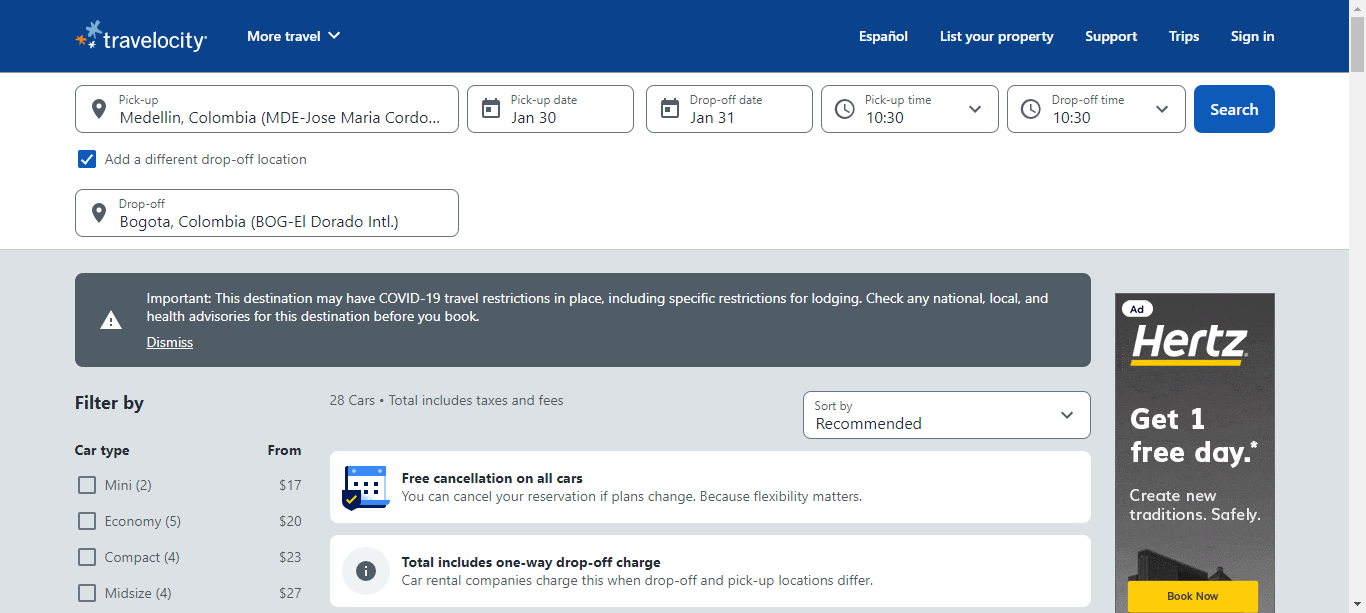 travelocity
More travel
Español
List your property
Support
Trips
Sign in
Pick-up
Medellin, Colombia (MDE-Jose Maria Cordo...
Pick-up date
Jan 30
Drop-off date
Jan 31
Pick-up time
10:30
Drop-off time
10:30
Search
Add a different drop-off location
Drop-off
Bogota, Colombia (BOG-El Dorado Intl.)
Important: This destination may have COVID-19 travel restrictions in place, including specific restrictions for lodging. Check any national, local, and
health advisories for this destination before you book.
Dismiss
Filter by
Car type
From
Mini (2)
$17
Economy (5)
$20
Compact (4)
$23
Midsize (4)
$27
28 Cars • Total includes taxes and fees
Sort by
Recommended
Free cancellation on all cars
You can cancel your reservation if plans change. Because flexibility matters.
Total includes one-way drop-off charge
Car rental companies charge this when drop-off and pick-up locations differ.
Ad
Hertz
Get 1
free day.*
Create new
traditions. Safely.
Book Now